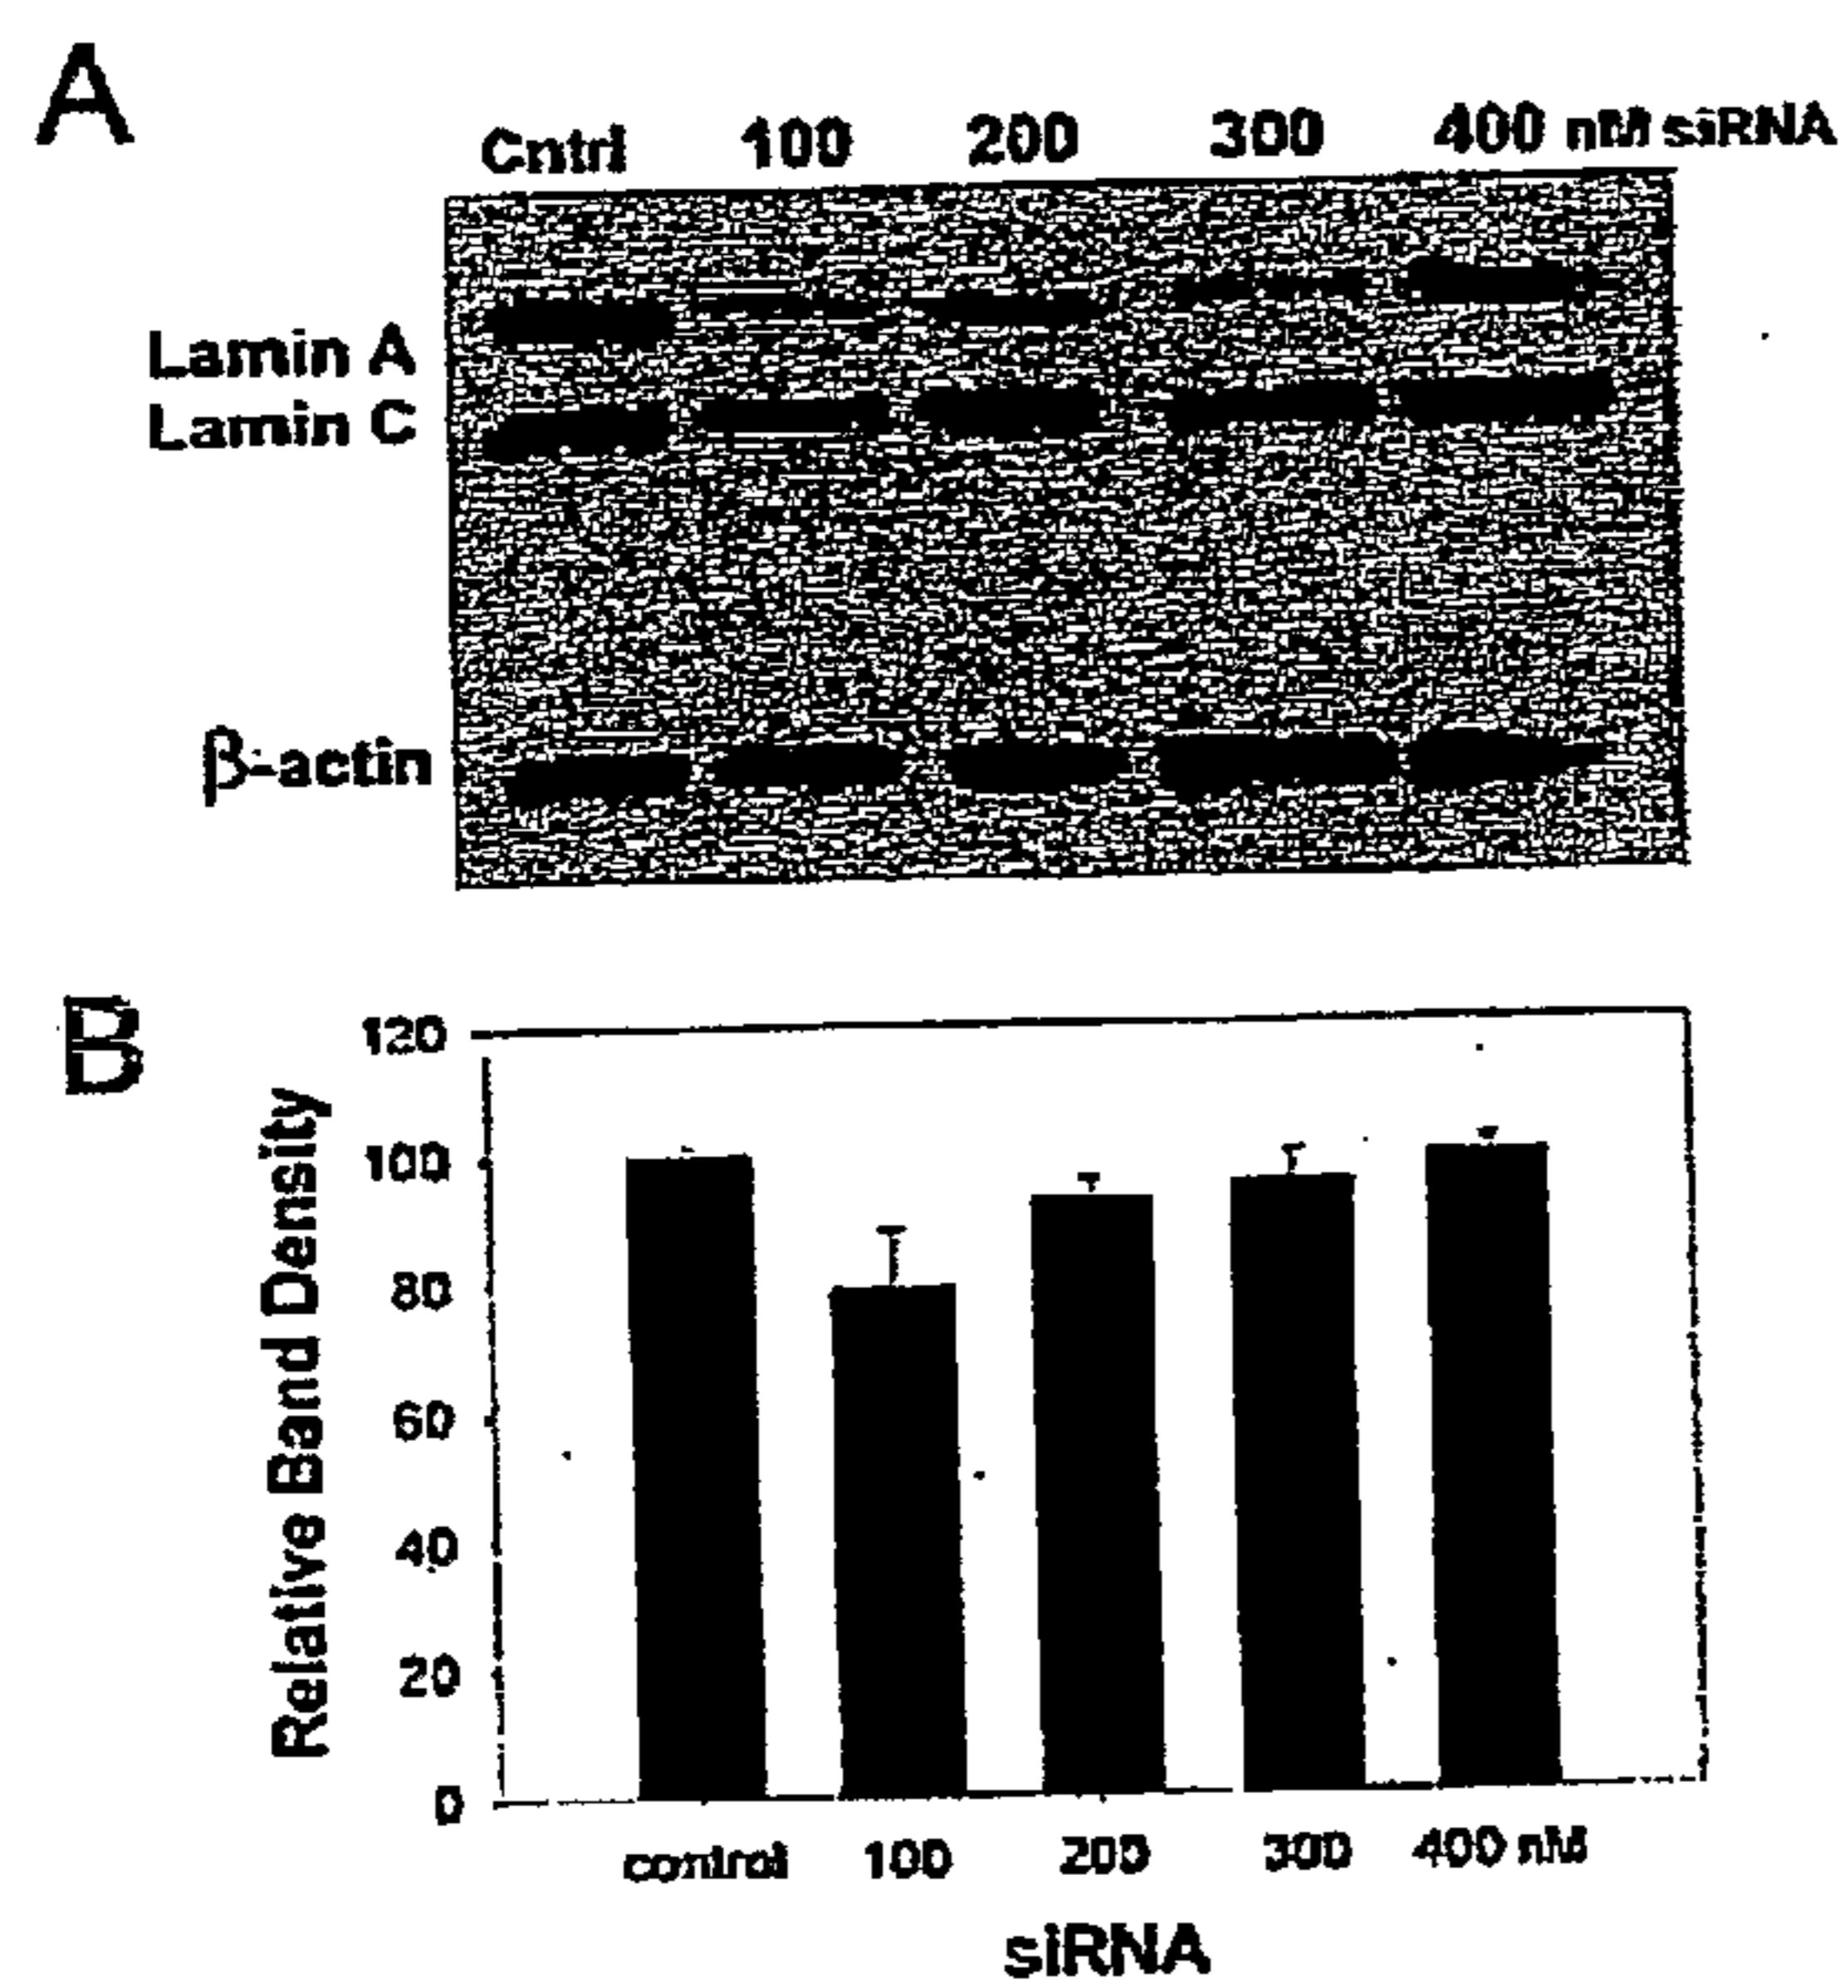 A
Cntrl 100 200 300 400 nM siRNA
Lamin A
Lamin C
β-actin
B
120
100
80
60
40
20
0
Relative Band Density
control 100 200 300 400 nM
siRNA